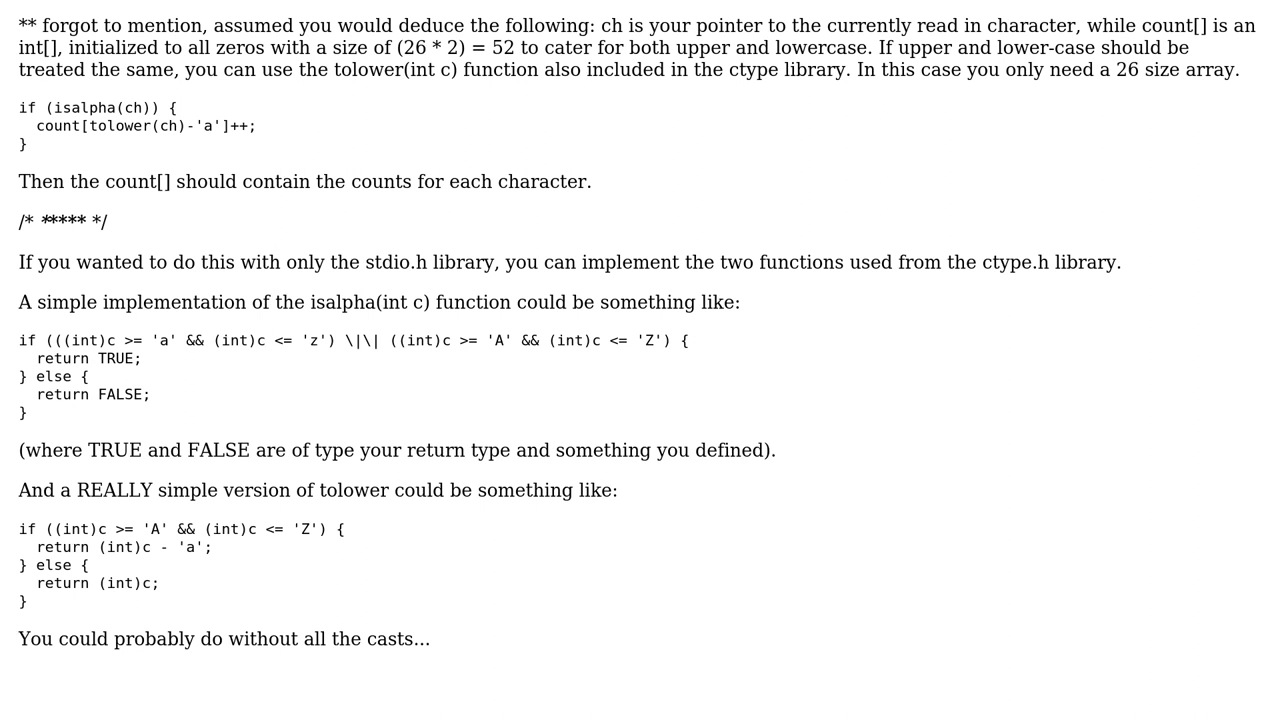 ** forgot to mention, assumed you would deduce the following: ch is your pointer to the currently read in character, while count[] is an
int[], initialized to all zeros with a size of (26 * 2) = 52 to cater for both upper and lowercase. If upper and lower-case should be
treated the same, you can use the tolower(int c) function also included in the ctype library. In this case you only need a 26 size array.
if (isalpha(ch)) {
  count[tolower(ch)-'a']++;
}
Then the count[] should contain the counts for each character.
/* ***** */
If you wanted to do this with only the stdio.h library, you can implement the two functions used from the ctype.h library.
A simple implementation of the isalpha(int c) function could be something like:
if (((int)c >= 'a' && (int)c <= 'z') \|\| ((int)c >= 'A' && (int)c <= 'Z') {
  return TRUE;
} else {
  return FALSE;
}
(where TRUE and FALSE are of type your return type and something you defined).
And a REALLY simple version of tolower could be something like:
if ((int)c >= 'A' && (int)c <= 'Z') {
  return (int)c - 'a';
} else {
  return (int)c;
}
You could probably do without all the casts...